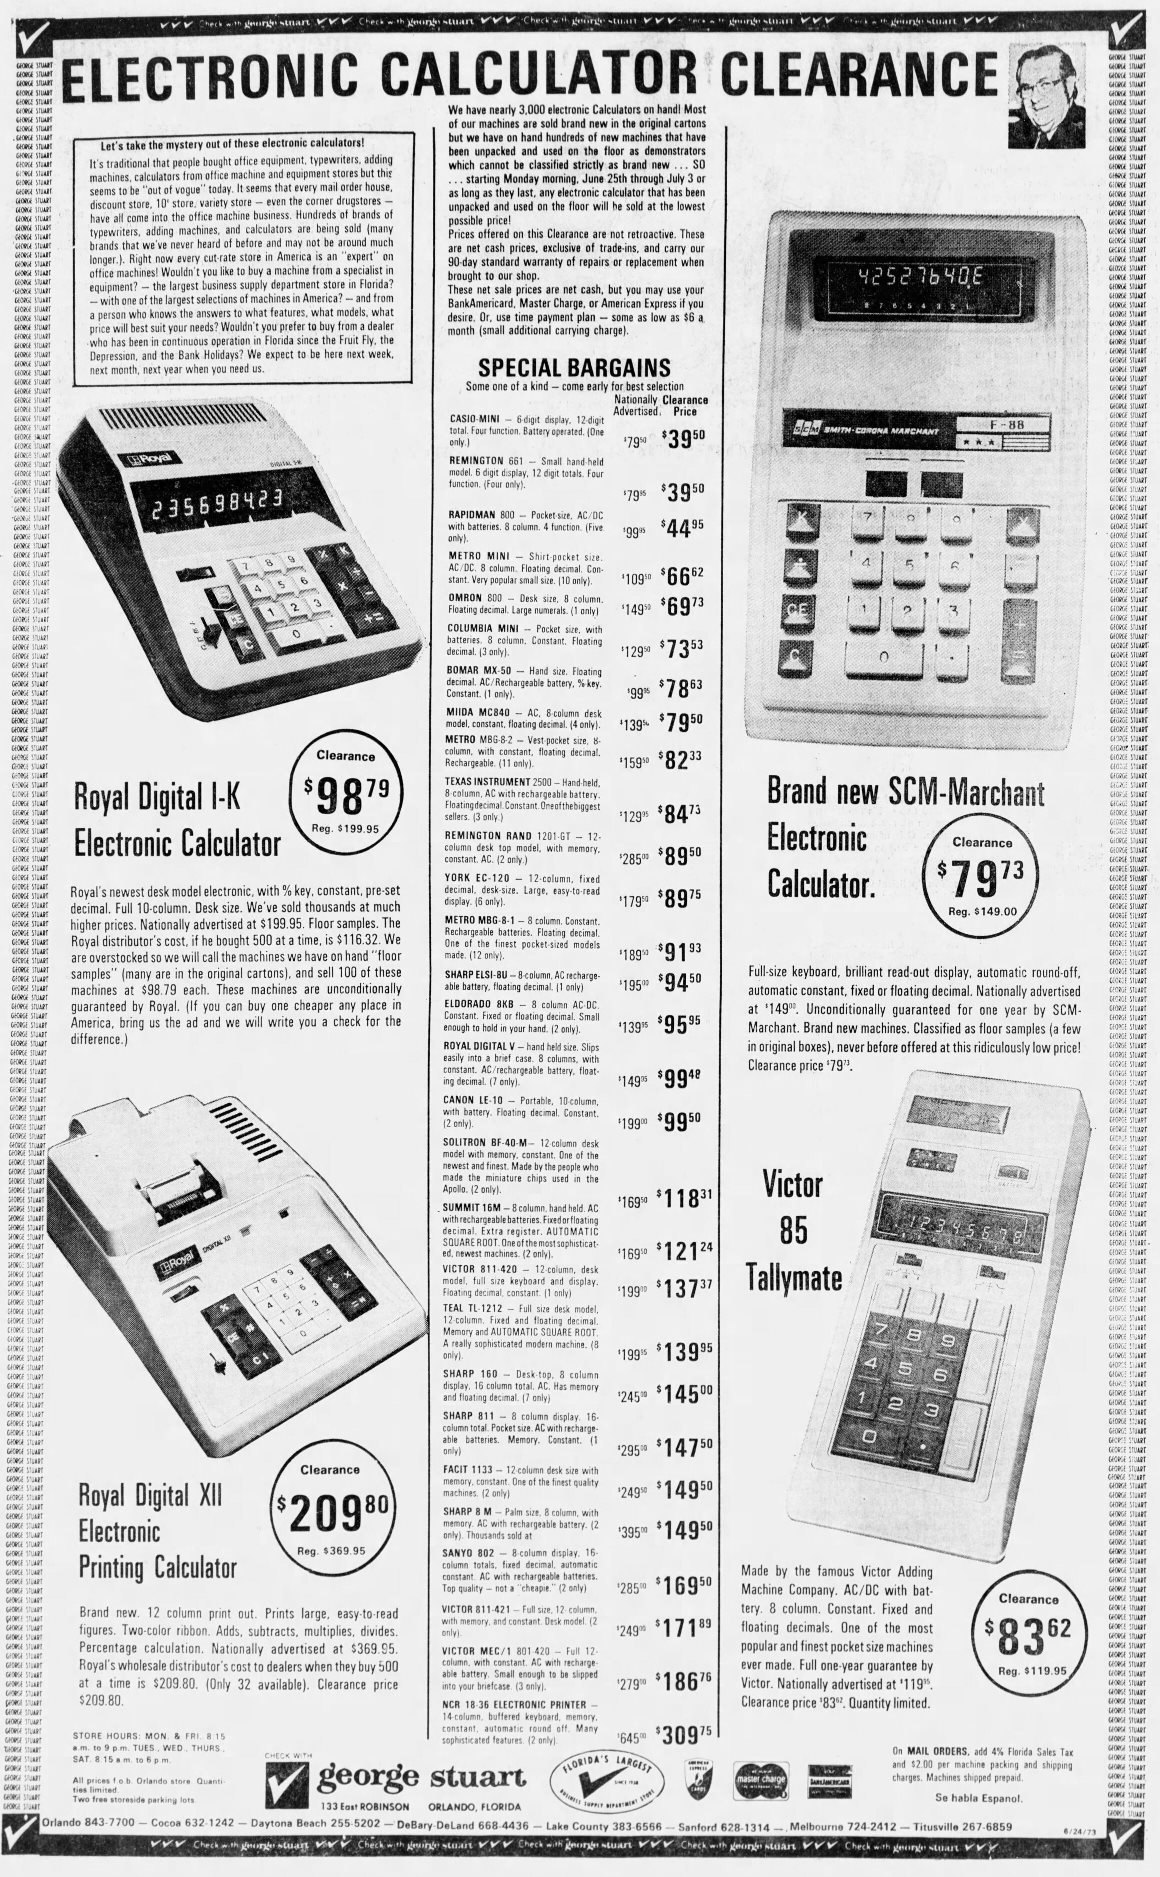 Check with george stuart
ELECTRONIC CALCULATOR CLEARANCE
Let's take the mystery out of these electronic calculators!
It's traditional that people bought office equipment, typewriters, adding
machines, calculators from office machine and equipment stores but this
seems to be "out of vogue" today. It seems that every mail order house,
discount store, 10¢ store, variety store — even the corner drugstores —
have all come into the office machine business. Hundreds of brands of
typewriters, adding machines, and calculators are being sold (many
brands that we've never heard of before and may not be around much
longer.). Right now every cut-rate store in America is an "expert" on
office machines! Wouldn't you like to buy a machine from a specialist in
equipment? — the largest business supply department store in Florida?
— with one of the largest selections of machines in America? — and from
a person who knows the answers to what features, what models, what
price will best suit your needs? Wouldn't you prefer to buy from a dealer
who has been in continuous operation in Florida since the Fruit Fly, the
Depression, and the Bank Holidays? We expect to be here next week,
next month, next year when you need us.
Royal
DIGITAL I-K
235698423
Clearance
$98 79
Reg. $199.95
Royal Digital I-K
Electronic Calculator
Royal's newest desk model electronic, with % key, constant, pre-set
decimal. Full 10-column. Desk size. We've sold thousands at much
higher prices. Nationally advertised at $199.95. Floor samples. The
Royal distributor's cost, if he bought 500 at a time, is $116.32. We
are overstocked so we will call the machines we have on hand "floor
samples" (many are in the original cartons), and sell 100 of these
machines at $98.79 each. These machines are unconditionally
guaranteed by Royal. (If you can buy one cheaper any place in
America, bring us the ad and we will write you a check for the
difference.)
Royal
DIGITAL XII
Clearance
$209 80
Reg. $369.95
Royal Digital XII
Electronic
Printing Calculator
Brand new. 12 column print out. Prints large, easy-to-read
figures. Two-color ribbon. Adds, subtracts, multiplies, divides.
Percentage calculation. Nationally advertised at $369.95.
Royal's wholesale distributor's cost to dealers when they buy 500
at a time is $209.80. (Only 32 available). Clearance price
$209.80.
We have nearly 3,000 electronic Calculators on hand! Most
of our machines are sold brand new in the original cartons
but we have on hand hundreds of new machines that have
been unpacked and used on the floor as demonstrators
which cannot be classified strictly as brand new ... SO
... starting Monday morning, June 25th through July 3 or
as long as they last, any electronic calculator that has been
unpacked and used on the floor will he sold at the lowest
possible price!
Prices offered on this Clearance are not retroactive. These
are net cash prices, exclusive of trade-ins, and carry our
90-day standard warranty of repairs or replacement when
brought to our shop.
These net sale prices are net cash, but you may use your
BankAmericard, Master Charge, or American Express if you
desire. Or, use time payment plan — some as low as $6 a
month (small additional carrying charge).
SPECIAL BARGAINS
Some one of a kind — come early for best selection
Nationally Clearance
Advertised Price
CASIO-MINI — 6-digit display, 12-digit
total. Four function. Battery operated. (One
only.) $79 50 $39 50
REMINGTON 661 — Small hand-held
model. 6 digit display, 12 digit totals. Four
function. (Four only). $79 95 $39 50
RAPIDMAN 800 — Pocket-size, AC/DC
with batteries. 8 column. 4 function. (Five
only). $99 95 $44 95
METRO MINI — Shirt-pocket size.
AC/DC. 8 column. Floating decimal. Con-
stant. Very popular small size. (10 only). $109 50 $66 62
OMRON 800 — Desk size, 8 column.
Floating decimal. Large numerals. (1 only) $149 50 $69 73
COLUMBIA MINI — Pocket size, with
batteries. 8 column. Constant. Floating
decimal. (3 only). $129 50 $73 53
BOMAR MX-50 — Hand size. Floating
decimal. AC/Rechargeable battery, %-key.
Constant. (1 only). $99 95 $78 63
MIIDA MC840 — AC, 8-column desk
model, constant, floating decimal. (4 only). $139 $79 50
METRO MBG-8-2 — Vest-pocket size, 8-
column, with constant, floating decimal.
Rechargeable. (11 only). $159 50 $82 33
TEXAS INSTRUMENT 2500 — Hand-held,
8-column, AC with rechargeable battery.
Floating decimal. Constant. One of the biggest
sellers. (3 only.) $129 95 $84 73
REMINGTON RAND 1201-GT — 12-
column desk top model, with memory,
constant. AC. (2 only.) $285 00 $89 50
YORK EC-120 — 12-column, fixed
decimal, desk-size. Large, easy-to-read
display. (6 only). $179 50 $89 75
METRO MBG-8-1 — 8 column. Constant.
Rechargeable batteries. Floating decimal.
One of the finest pocket-sized models
made. (12 only). $189 50 $91 93
SHARP ELSI-8U — 8-column, AC recharge-
able battery, floating decimal. (1 only) $195 00 $94 50
ELDORADO 8KB — 8 column AC-DC.
Constant. Fixed or floating decimal. Small
enough to hold in your hand. (2 only). $139 95 $95 95
ROYAL DIGITAL V — hand held size. Slips
easily into a brief case. 8 columns, with
constant. AC/rechargeable battery, float-
ing decimal. (7 only). $149 95 $99 48
CANON LE-10 — Portable, 10-column,
with battery. Floating decimal. Constant.
(2 only). $199 00 $99 50
SOLITRON BF-40-M— 12-column desk
model with memory, constant. One of the
newest and finest. Made by the people who
made the miniature chips used in the
Apollo. (2 only). $169 50 $118 31
SUMMIT 16M — 8 column, hand held. AC
with rechargeable batteries. Fixed or floating
decimal. Extra register. AUTOMATIC
SQUARE ROOT. One of the most sophisticat-
ed, newest machines. (2 only). $169 50 $121 24
VICTOR 811-420 — 12-column, desk
model, full size keyboard and display.
Floating decimal, constant. (1 only) $199 00 $137 37
TEAL TL-1212 — Full size desk model,
12-column. Fixed and floating decimal.
Memory and AUTOMATIC SQUARE ROOT.
A really sophisticated modern machine. (8
only). $199 95 $139 95
SHARP 160 — Desk-top, 8 column
display, 16 column total. AC. Has memory
and floating decimal. (7 only) $245 00 $145 00
SHARP 811 — 8 column display. 16-
column total. Pocket size. AC with recharge-
able batteries. Memory. Constant. (1
only) $295 00 $147 50
FACIT 1133 — 12-column desk size with
memory, constant. One of the finest quality
machines. (2 only) $249 50 $149 50
SHARP 8 M — Palm size, 8 column, with
memory. AC with rechargeable battery. (2
only). Thousands sold at $395 00 $149 50
SANYO 802 — 8-column display, 16-
column totals, fixed decimal, automatic
constant. AC with rechargeable batteries.
Top quality — not a "cheapie." (2 only) $285 00 $169 50
VICTOR 811-421 — Full size, 12-column,
with memory, and constant. Desk model. (2
only). $249 00 $171 89
VICTOR MEC/1 801-420 — Full 12-
column, with constant. AC with recharge-
able battery. Small enough to be slipped
into your briefcase. (3 only). $279 00 $186 76
NCR 18-36 ELECTRONIC PRINTER —
14-column, buffered keyboard, memory,
constant, automatic round off. Many
sophisticated features. (2 only). $645 00 $309 75
42527640E
8 7 6 5 4 3 2 1
SCM SMITH-CORONA MARCHANT
F-88
Brand new SCM-Marchant
Electronic
Calculator.
Clearance
$79 73
Reg. $149.00
Full-size keyboard, brilliant read-out display, automatic round-off,
automatic constant, fixed or floating decimal. Nationally advertised
at $149 00. Unconditionally guaranteed for one year by SCM-
Marchant. Brand new machines. Classified as floor samples (a few
in original boxes), never before offered at this ridiculously low price!
Clearance price $79 73.
Victor
85
Tallymate
12345678
Made by the famous Victor Adding
Machine Company. AC/DC with bat-
tery. 8 column. Constant. Fixed and
floating decimals. One of the most
popular and finest pocket size machines
ever made. Full one-year guarantee by
Victor. Nationally advertised at $119 95.
Clearance price $83 62. Quantity limited.
Clearance
$83 62
Reg. $119.95
STORE HOURS: MON. & FRI. 8:15
a.m. to 9 p.m. TUES., WED., THURS.,
SAT. 8:15 a.m. to 6 p.m.
All prices f.o.b. Orlando store. Quanti-
ties limited.
Two free storeside parking lots.
CHECK WITH
george stuart
133 East ROBINSON ORLANDO, FLORIDA
FLORIDA'S LARGEST
SINCE 1938
BUSINESS SUPPLY DEPARTMENT STORE
AMERICAN EXPRESS CARDS
master charge
BANKAMERICARD
On MAIL ORDERS, add 4% Florida Sales Tax
and $2.00 per machine packing and shipping
charges. Machines shipped prepaid.
Se habla Espanol.
Orlando 843-7700 — Cocoa 632-1242 — Daytona Beach 255-5202 — DeBary-DeLand 668-4436 — Lake County 383-6566 — Sanford 628-1314 — Melbourne 724-2412 — Titusville 267-6859
6/24/73
Check with george stuart